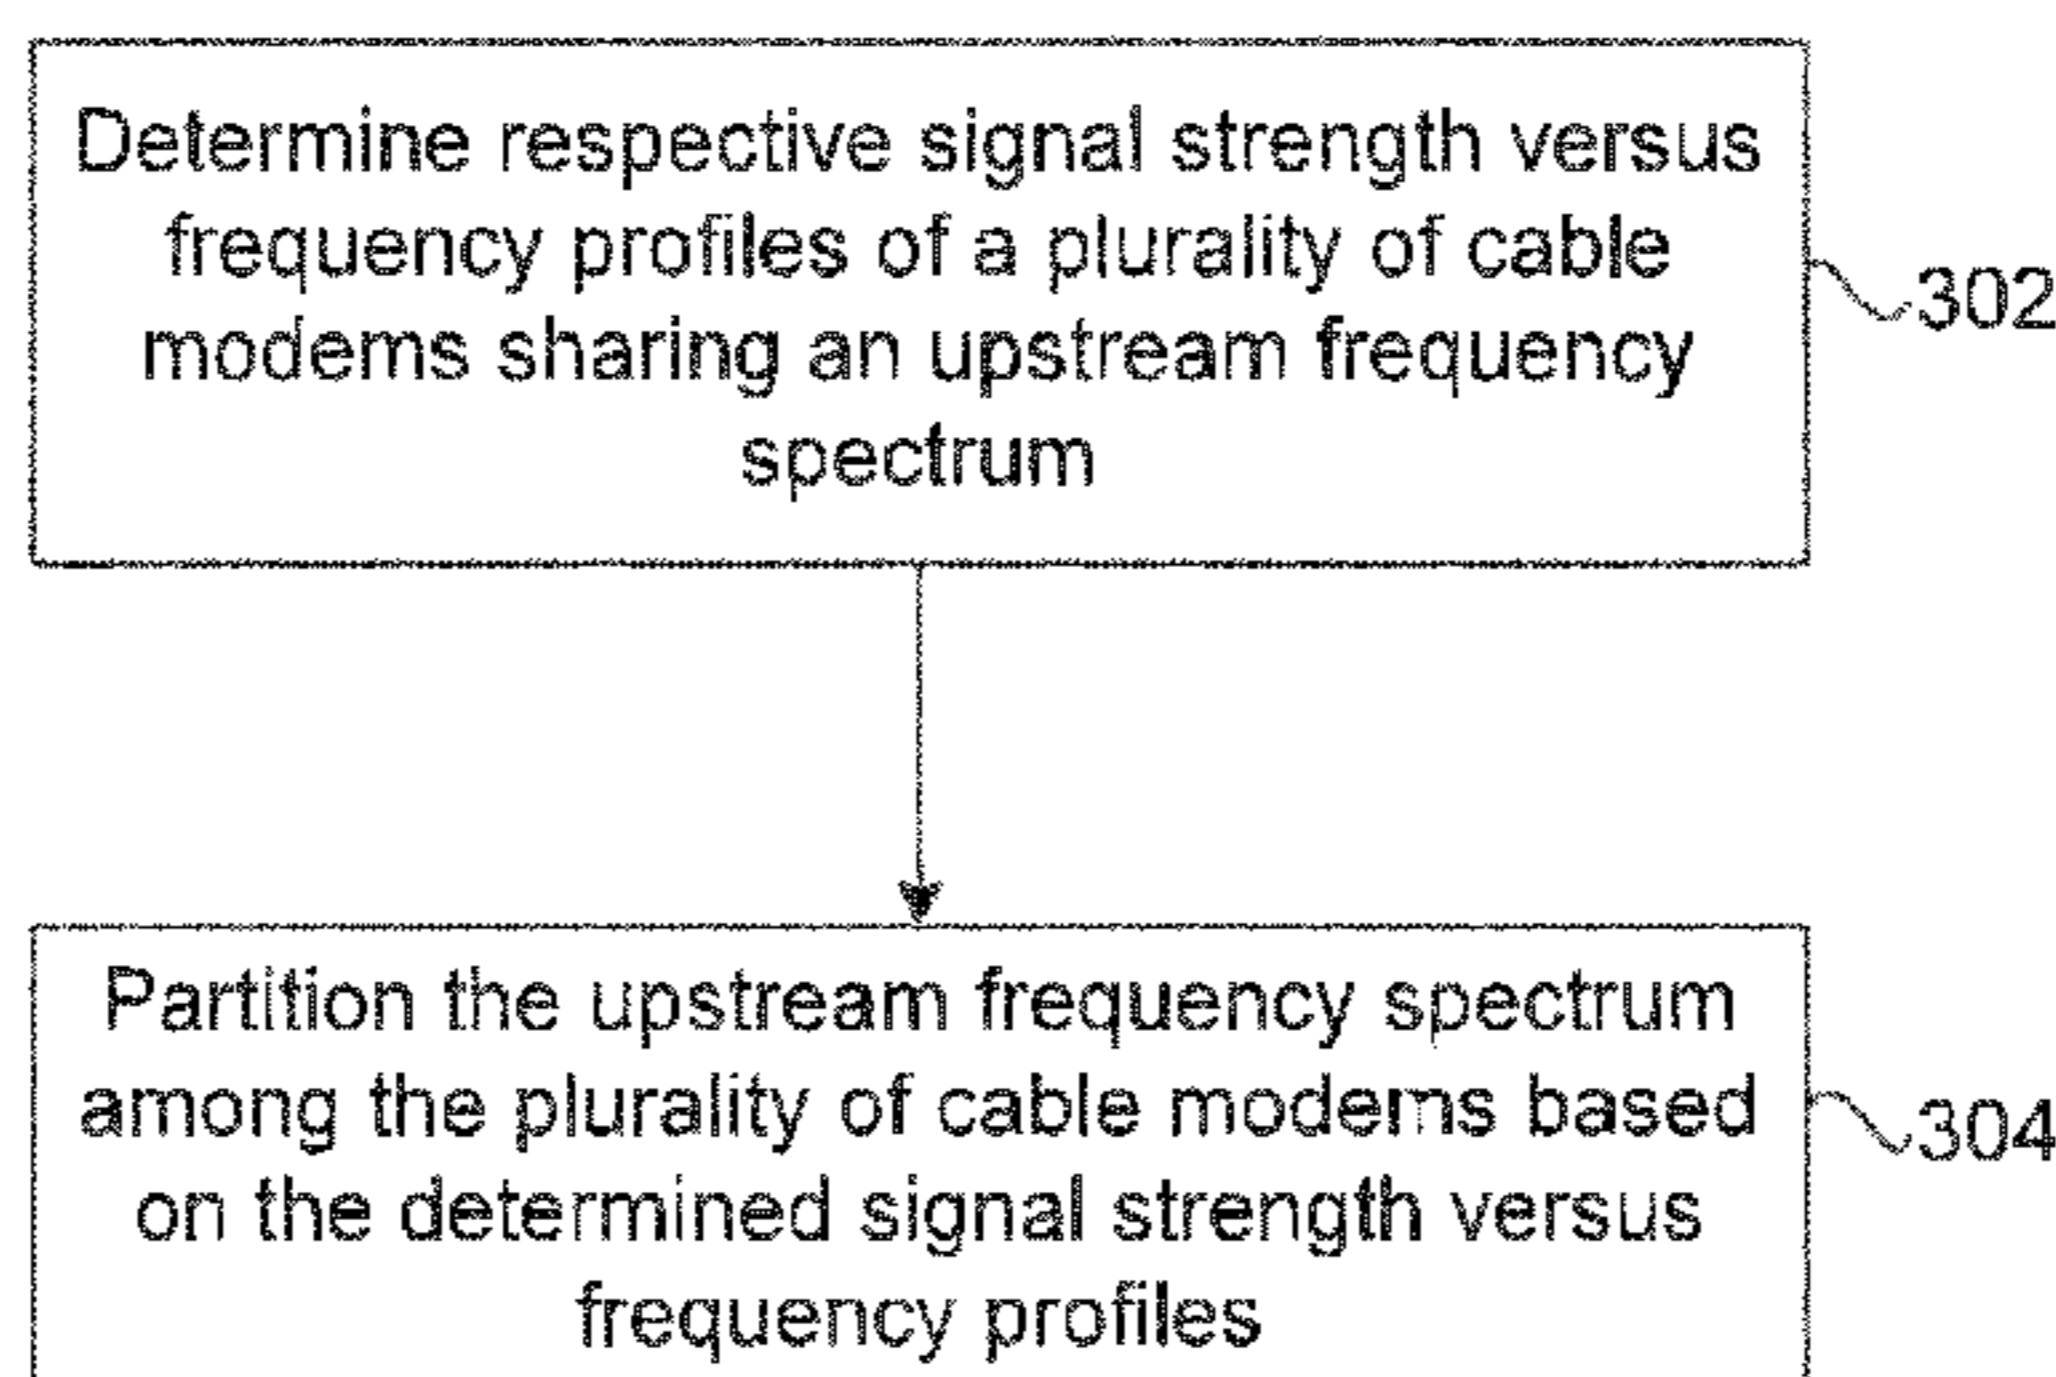 Determine respective signal strength versus
frequency profiles of a plurality of cable
modems sharing an upstream frequency
spectrum
302
Partition the upstream frequency spectrum
among the plurality of cable modems based
on the determined signal strength versus
frequency profiles
304